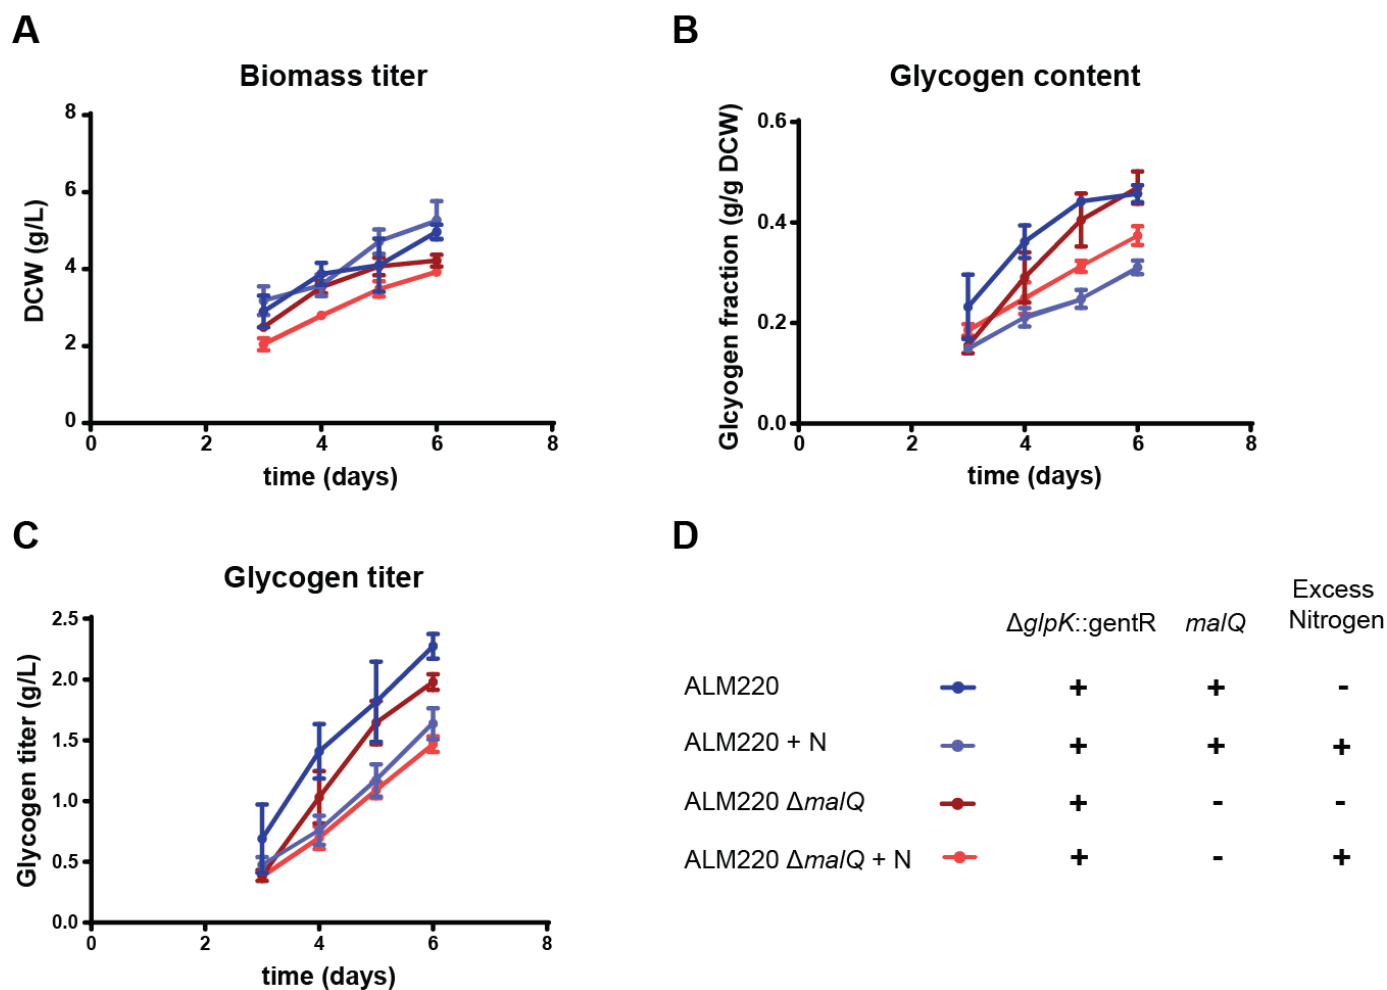 A
Biomass titer
DCW (g/L)
8
6
4
2
0
0 2 4 6 8
time (days)
B
Glycogen content
Glcyogen fraction (g/g DCW)
0.6
0.4
0.2
0.0
0 2 4 6 8
time (days)
C
Glycogen titer
Glycogen titer (g/L)
2.5
2.0
1.5
1.0
0.5
0.0
0 2 4 6 8
time (days)
D
ΔglpK::gentR malQ Excess
Nitrogen
ALM220 + + -
ALM220 + N + + +
ALM220 ΔmalQ + - -
ALM220 ΔmalQ + N + - +